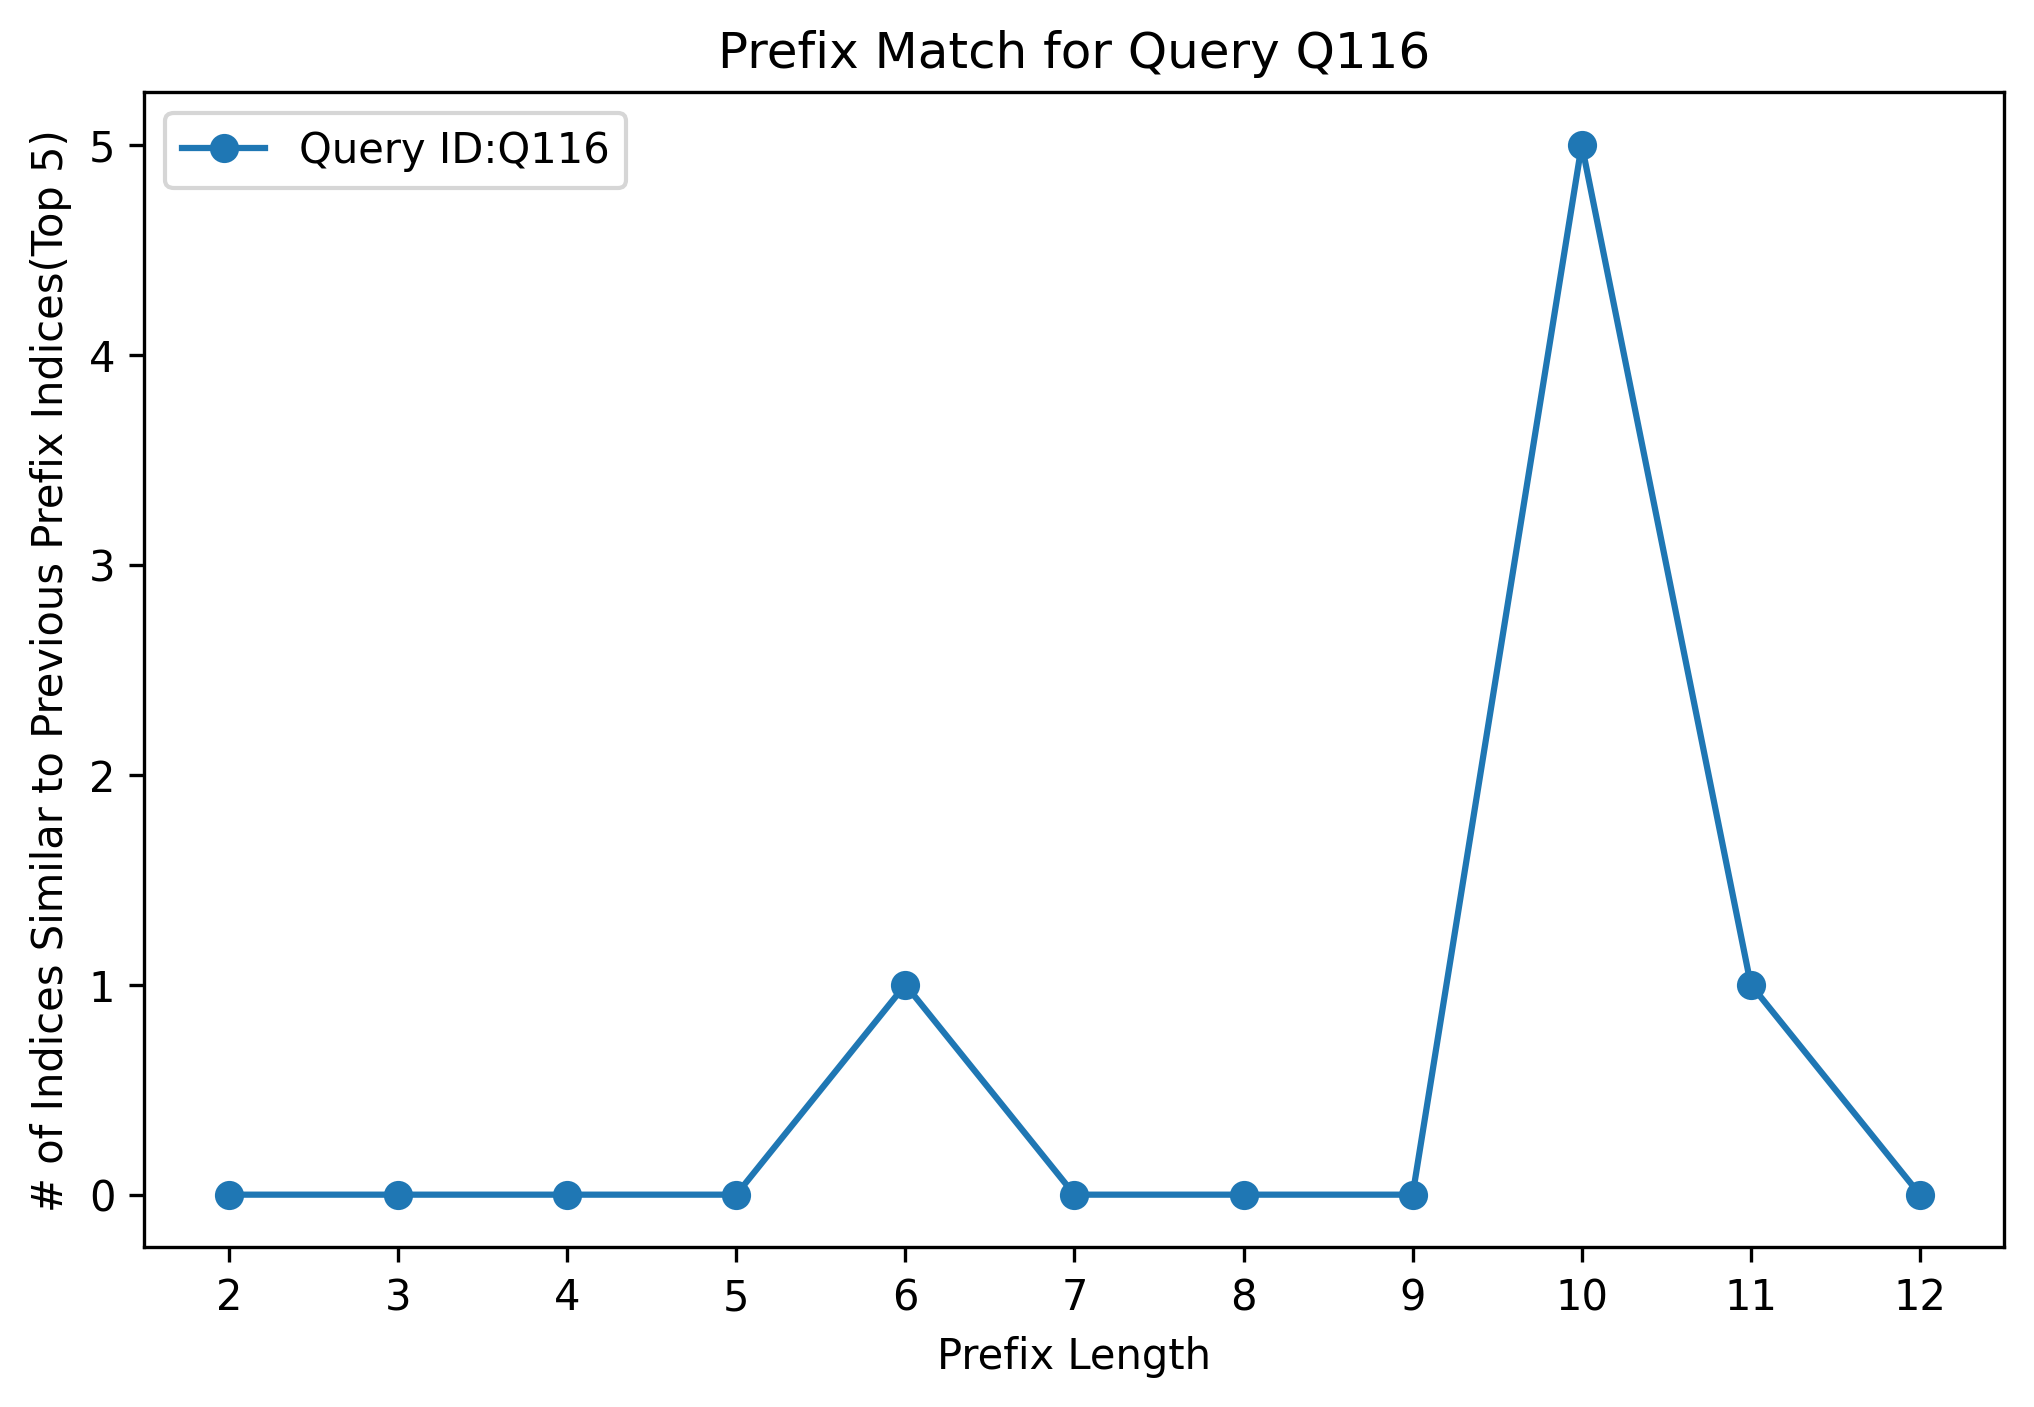 Prefix Match for Query Q116
Query ID:Q116
# of Indices Similar to Previous Prefix Indices(Top 5)
5
4
3
2
1
0
2 3 4 5 6 7 8 9 10 11 12
Prefix Length